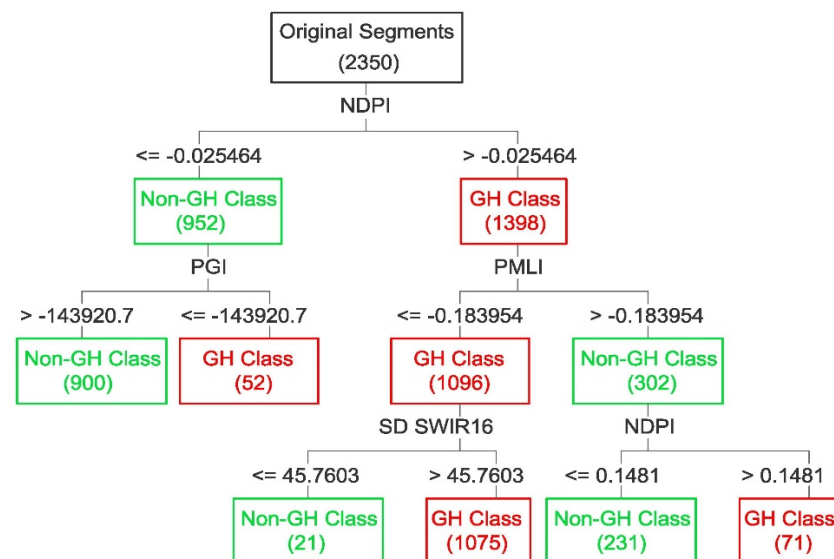 Original Segments
(2350)
NDPI
<= -0.025464
> -0.025464
Non-GH Class
(952)
GH Class
(1398)
PGI
PMLI
> -143920.7
<= -143920.7
<= -0.183954
> -0.183954
Non-GH Class
(900)
GH Class
(52)
GH Class
(1096)
Non-GH Class
(302)
SD SWIR16
NDPI
<= 45.7603
> 45.7603
<= 0.1481
> 0.1481
Non-GH Class
(21)
GH Class
(1075)
Non-GH Class
(231)
GH Class
(71)